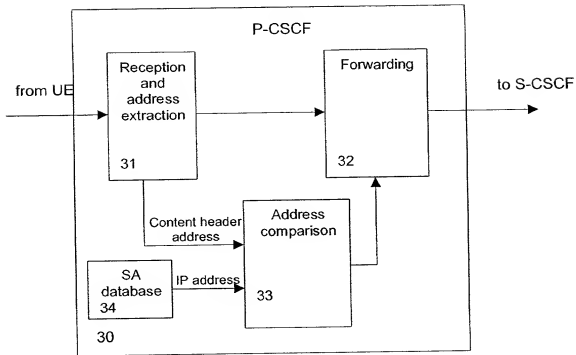 P-CSCF
Reception
and
address
extraction
31
Forwarding
32
from UE
to S-CSCF
Content header
address
Address
comparison
33
SA
database
34
IP address
30